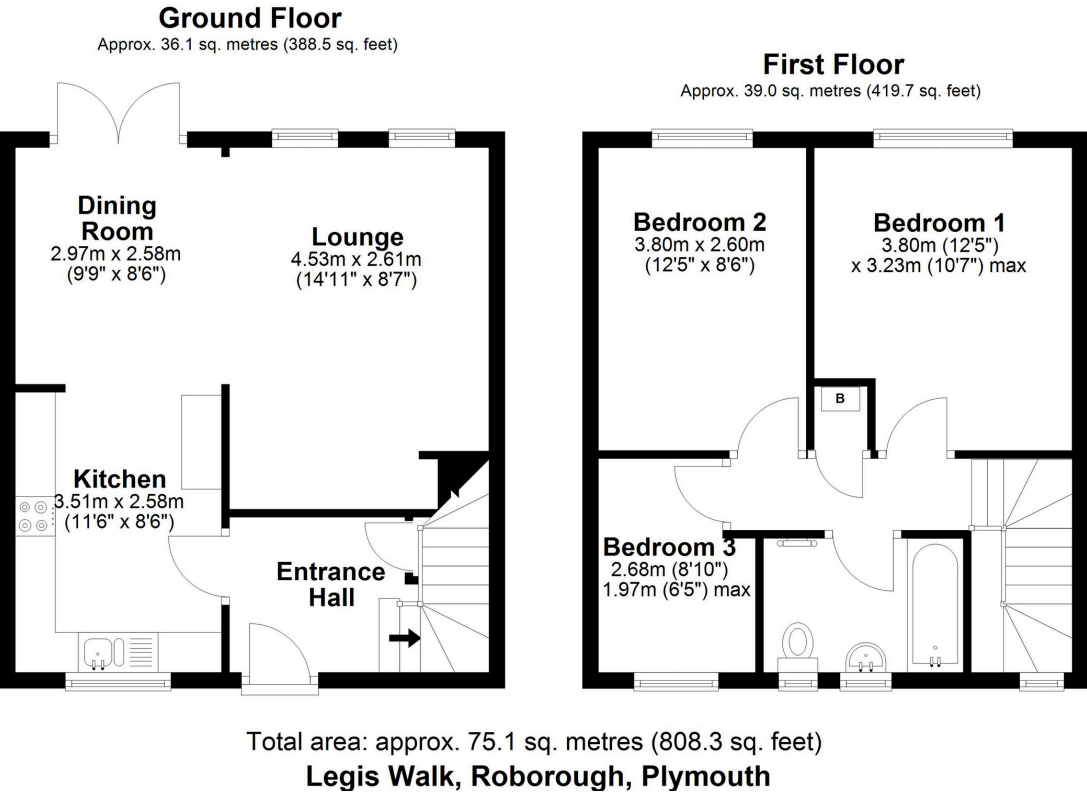 Ground Floor
Approx. 36.1 sq. metres (388.5 sq. feet)
Dining
Room
2.97m x 2.58m
(9'9" x 8'6")
Lounge
4.53m x 2.61m
(14'11" x 8'7")
Kitchen
3.51m x 2.58m
(11'6" x 8'6")
Entrance
Hall
First Floor
Approx. 39.0 sq. metres (419.7 sq. feet)
Bedroom 2
3.80m x 2.60m
(12'5" x 8'6")
Bedroom 1
3.80m (12'5")
x 3.23m (10'7") max
B
Bedroom 3
2.68m (8'10")
1.97m (6'5") max
Total area: approx. 75.1 sq. metres (808.3 sq. feet)
Legis Walk, Roborough, Plymouth